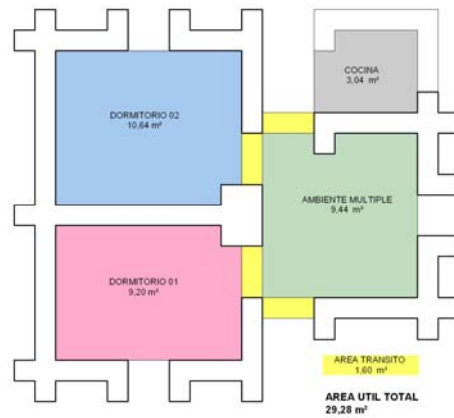 COCINA
3,04 m²
DORMITORIO 02
10,64 m²
AMBIENTE MULTIPLE
9,44 m²
DORMITORIO 01
9,20 m²
AREA TRANSITO
1,60 m²
AREA UTIL TOTAL
29,28 m²